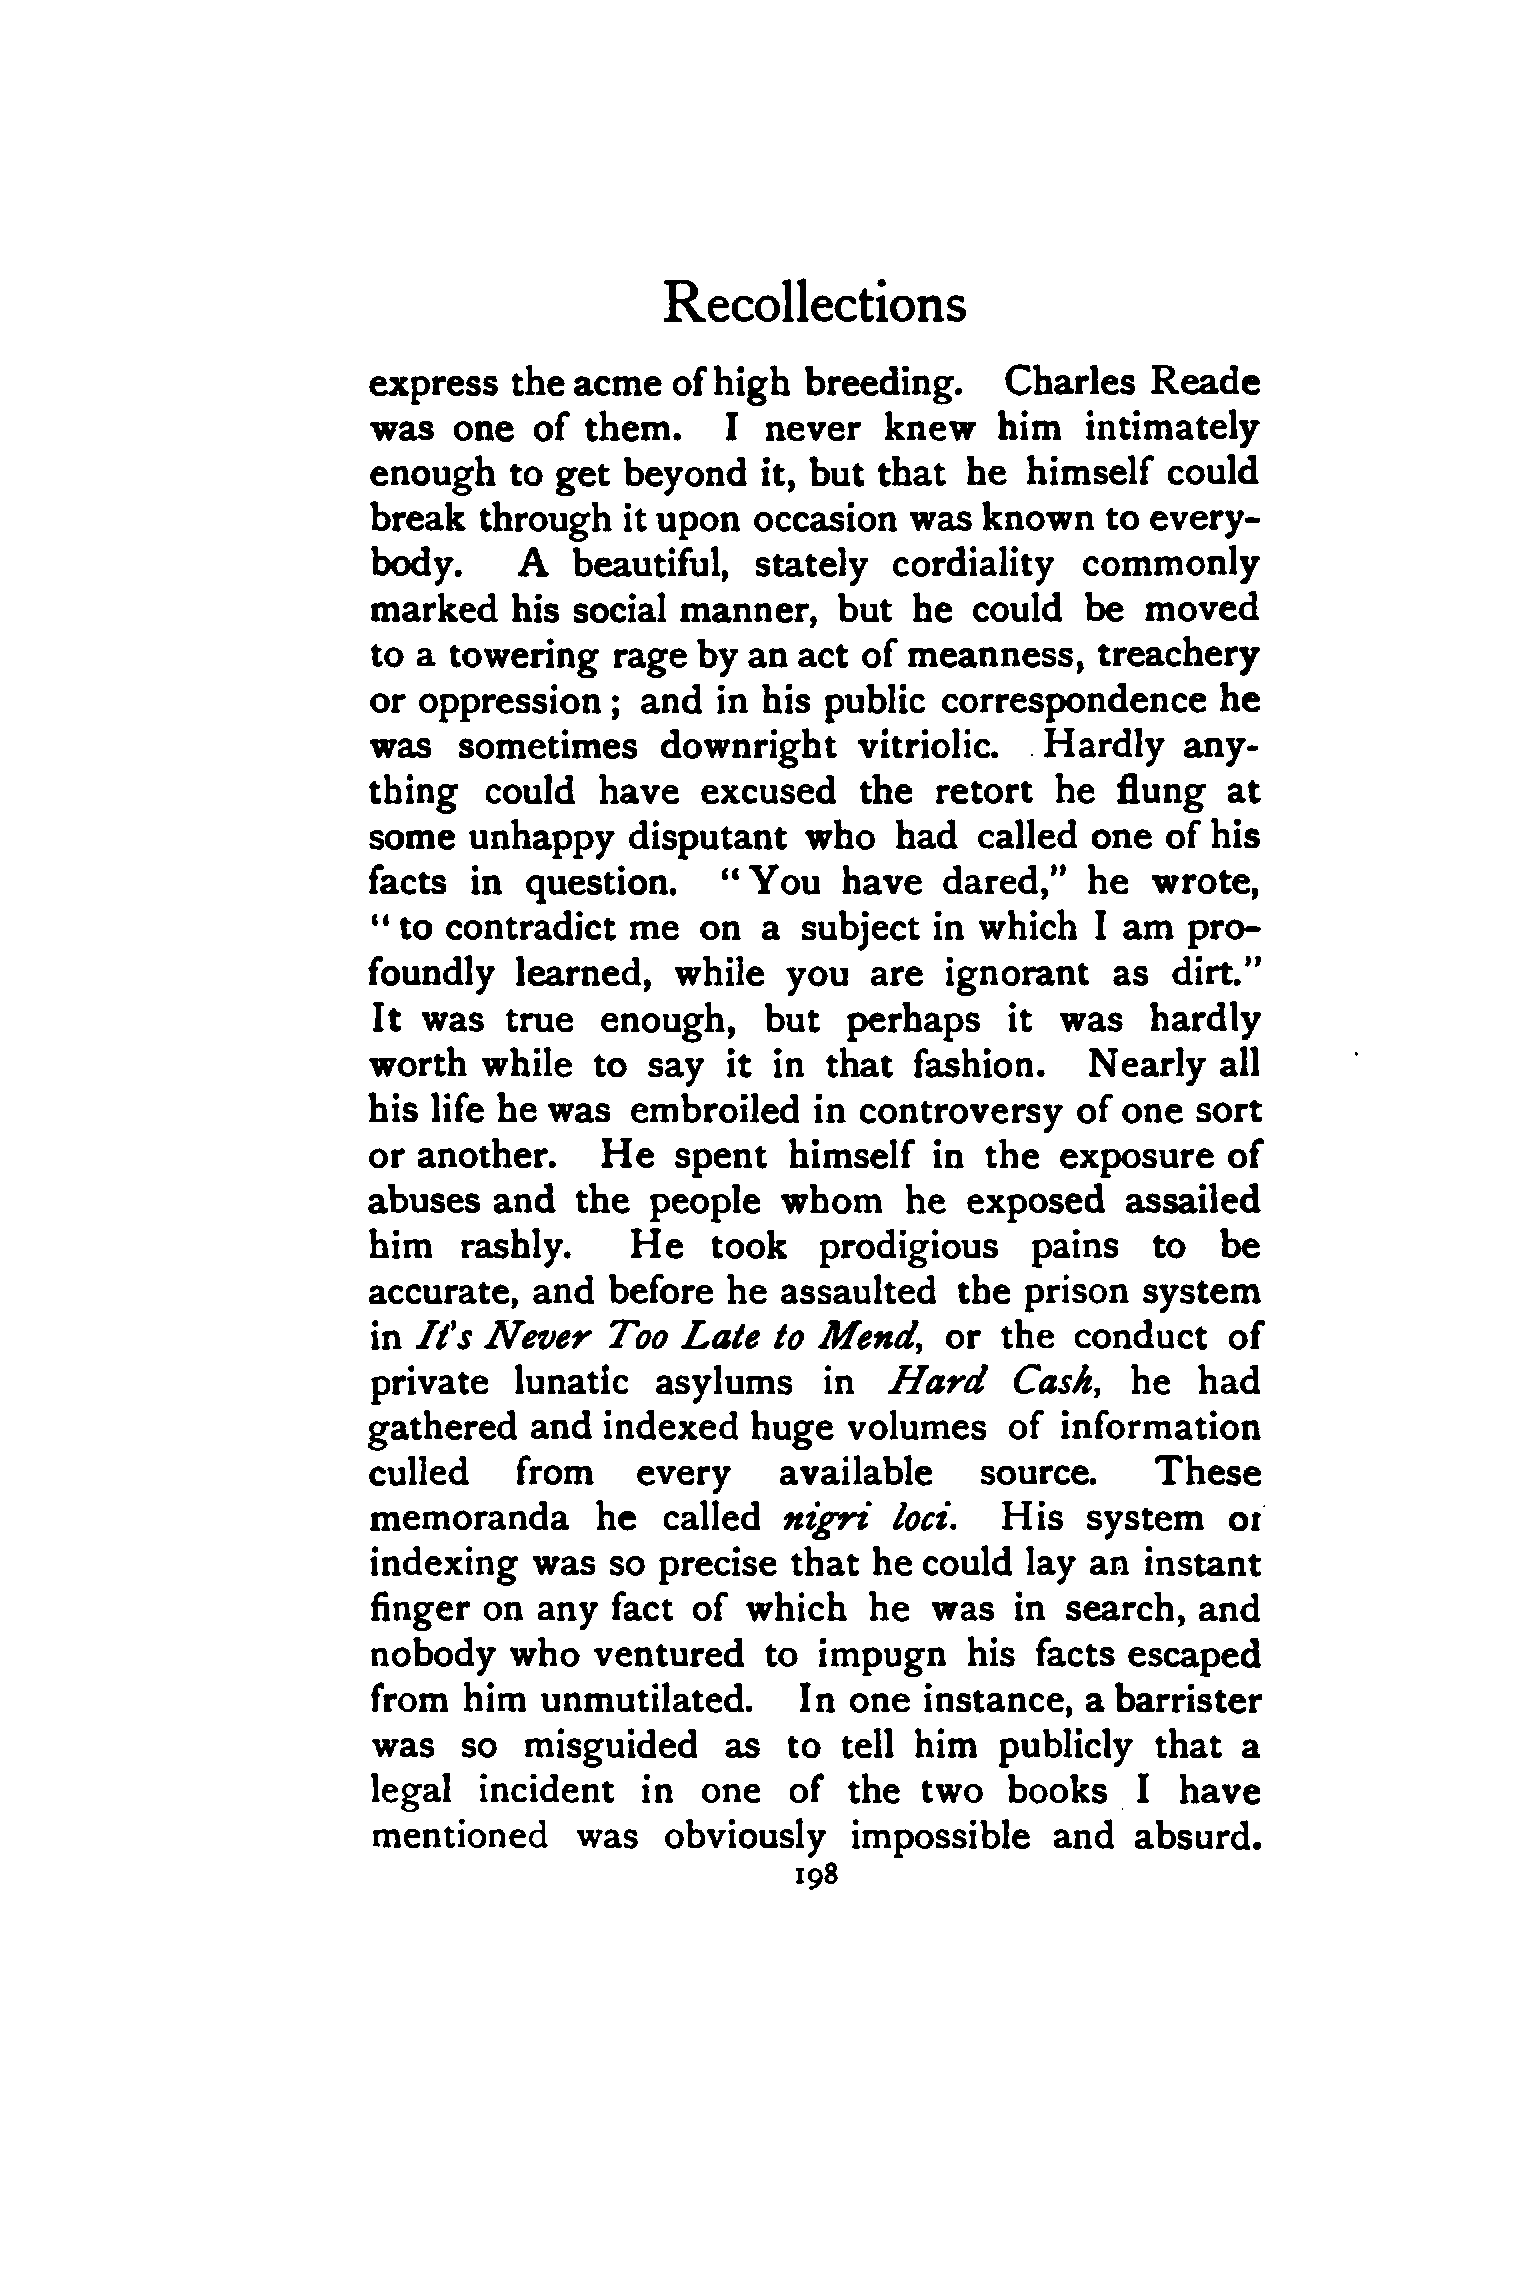 Recollections
express the acme of high breeding. Charles Reade
was one of them. I never knew him intimately
enough to get beyond it, but that he himself could
break through it upon occasion was known to every-
body. A beautiful, stately cordiality commonly
marked his social manner, but he could be moved
to a towering rage by an act of meanness, treachery
or oppression ; and in his public correspondence he
was sometimes downright vitriolic. Hardly any-
thing could have excused the retort he flung at
some unhappy disputant who had called one of his
facts in question. “ You have dared,” he wrote,
“ to contradict me on a subject in which I am pro-
foundly learned, while you are ignorant as dirt.”
It was true enough, but perhaps it was hardly
worth while to say it in that fashion. Nearly all
his life he was embroiled in controversy of one sort
or another. He spent himself in the exposure of
abuses and the people whom he exposed assailed
him rashly. He took prodigious pains to be
accurate, and before he assaulted the prison system
in It's Never Too Late to Mend, or the conduct of
private lunatic asylums in Hard Cash, he had
gathered and indexed huge volumes of information
culled from every available source. These
memoranda he called nigri loci. His system of
indexing was so precise that he could lay an instant
finger on any fact of which he was in search, and
nobody who ventured to impugn his facts escaped
from him unmutilated. In one instance, a barrister
was so misguided as to tell him publicly that a
legal incident in one of the two books I have
mentioned was obviously impossible and absurd.
198